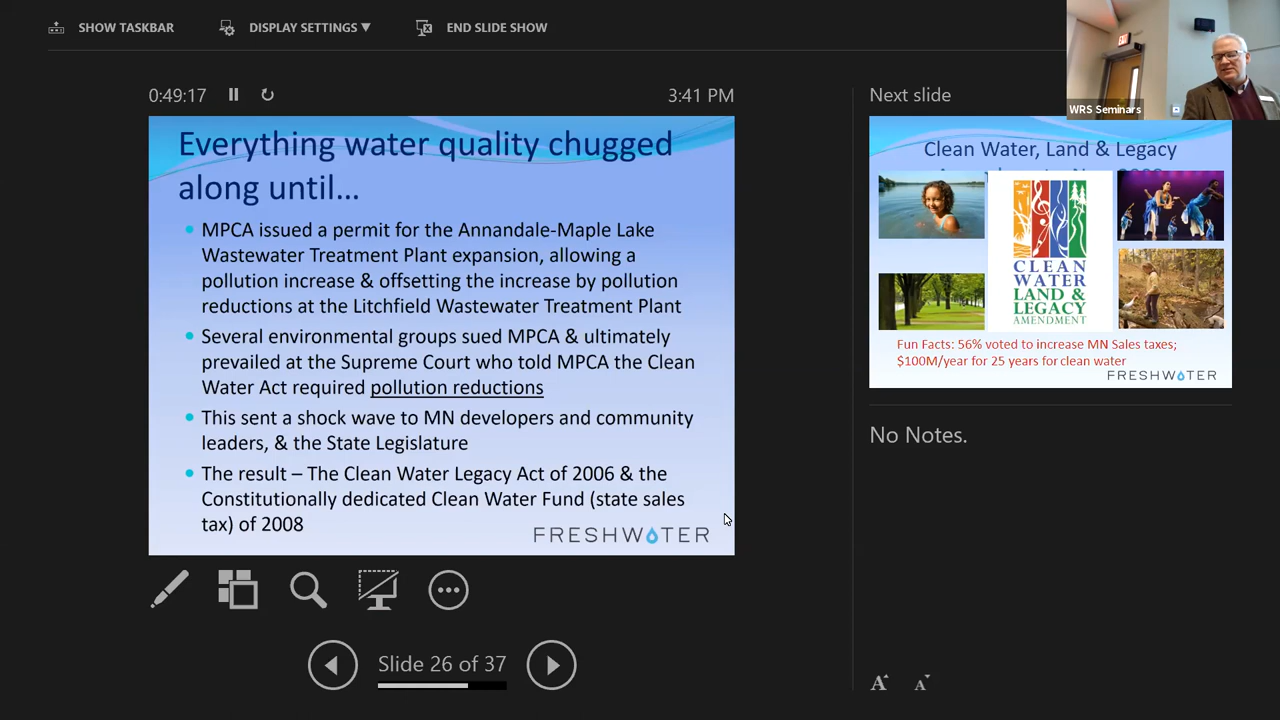 SHOW TASKBAR
DISPLAY SETTINGS ▼
END SLIDE SHOW
WRS Seminars
0:49:17
3:41 PM
Everything water quality chugged
along until…
• MPCA issued a permit for the Annandale-Maple Lake
Wastewater Treatment Plant expansion, allowing a
pollution increase & offsetting the increase by pollution
reductions at the Litchfield Wastewater Treatment Plant
• Several environmental groups sued MPCA & ultimately
prevailed at the Supreme Court who told MPCA the Clean
Water Act required pollution reductions
• This sent a shock wave to MN developers and community
leaders, & the State Legislature
• The result – The Clean Water Legacy Act of 2006 & the
Constitutionally dedicated Clean Water Fund (state sales
tax) of 2008
FRESHWATER
Slide 26 of 37
Next slide
Clean Water, Land & Legacy
CLEAN
WATER
LAND &
LEGACY
AMENDMENT
Fun Facts: 56% voted to increase MN Sales taxes;
$100M/year for 25 years for clean water
FRESHWATER
No Notes.
A A